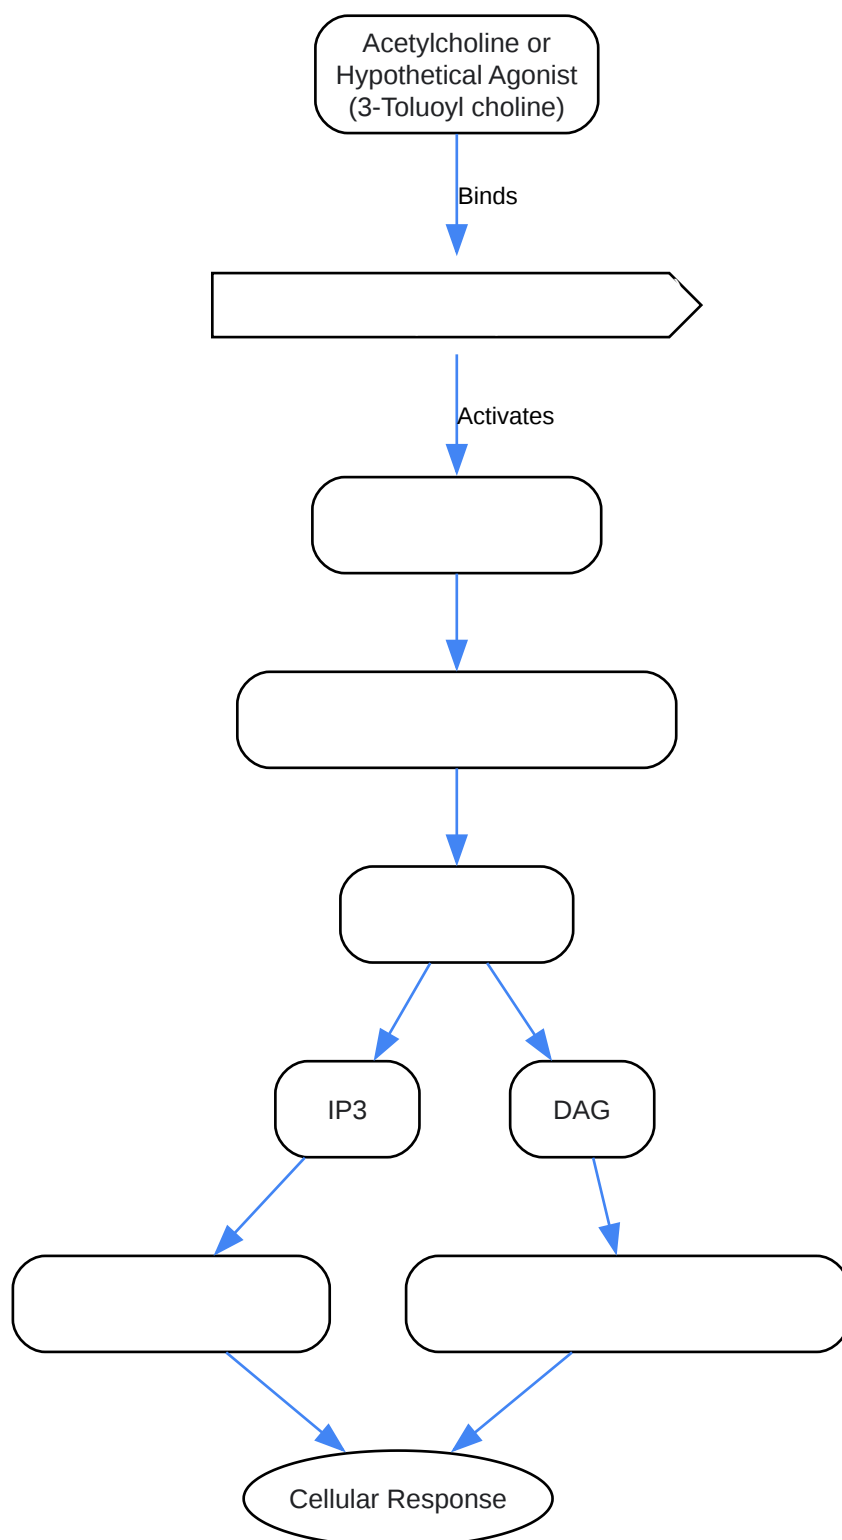 Acetylcholine or
Hypothetical Agonist
(3-Toluoyl choline)
Binds
Activates
IP3
DAG
Cellular Response